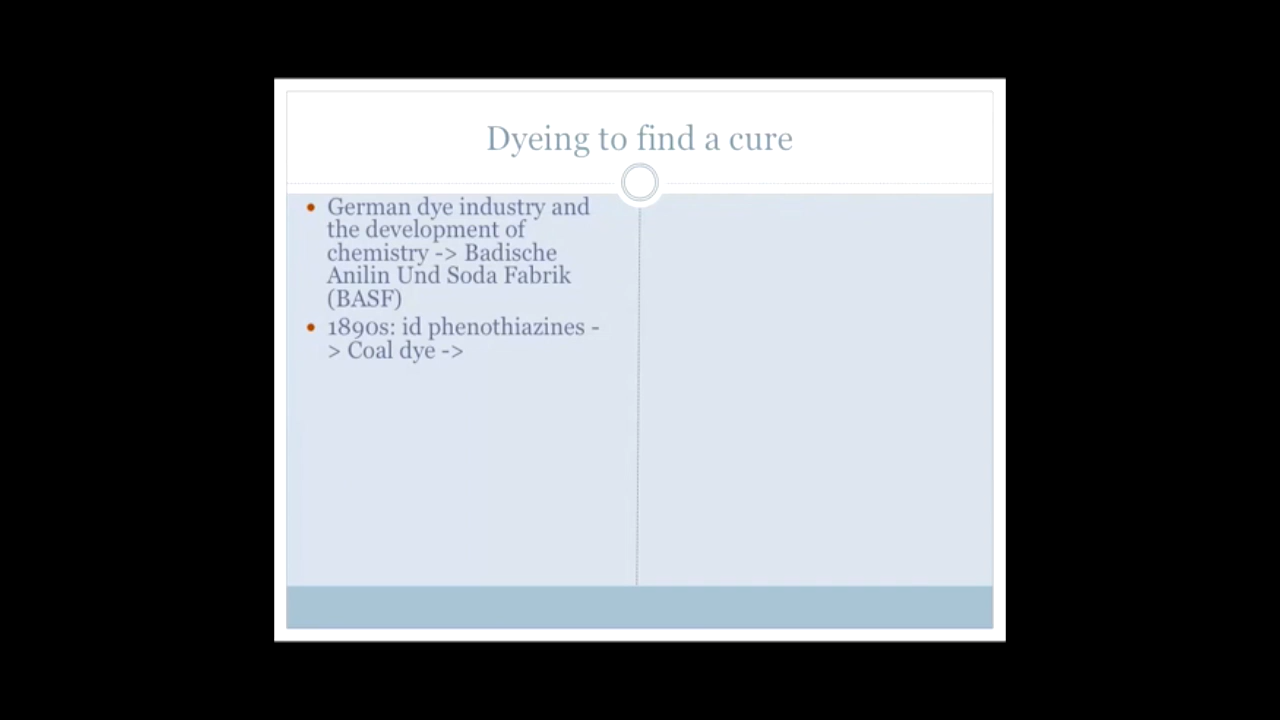 Dyeing to find a cure
German dye industry and
the development of
chemistry -> Badische
Anilin Und Soda Fabrik
(BASF)
1890s: id phenothiazines -
> Coal dye ->